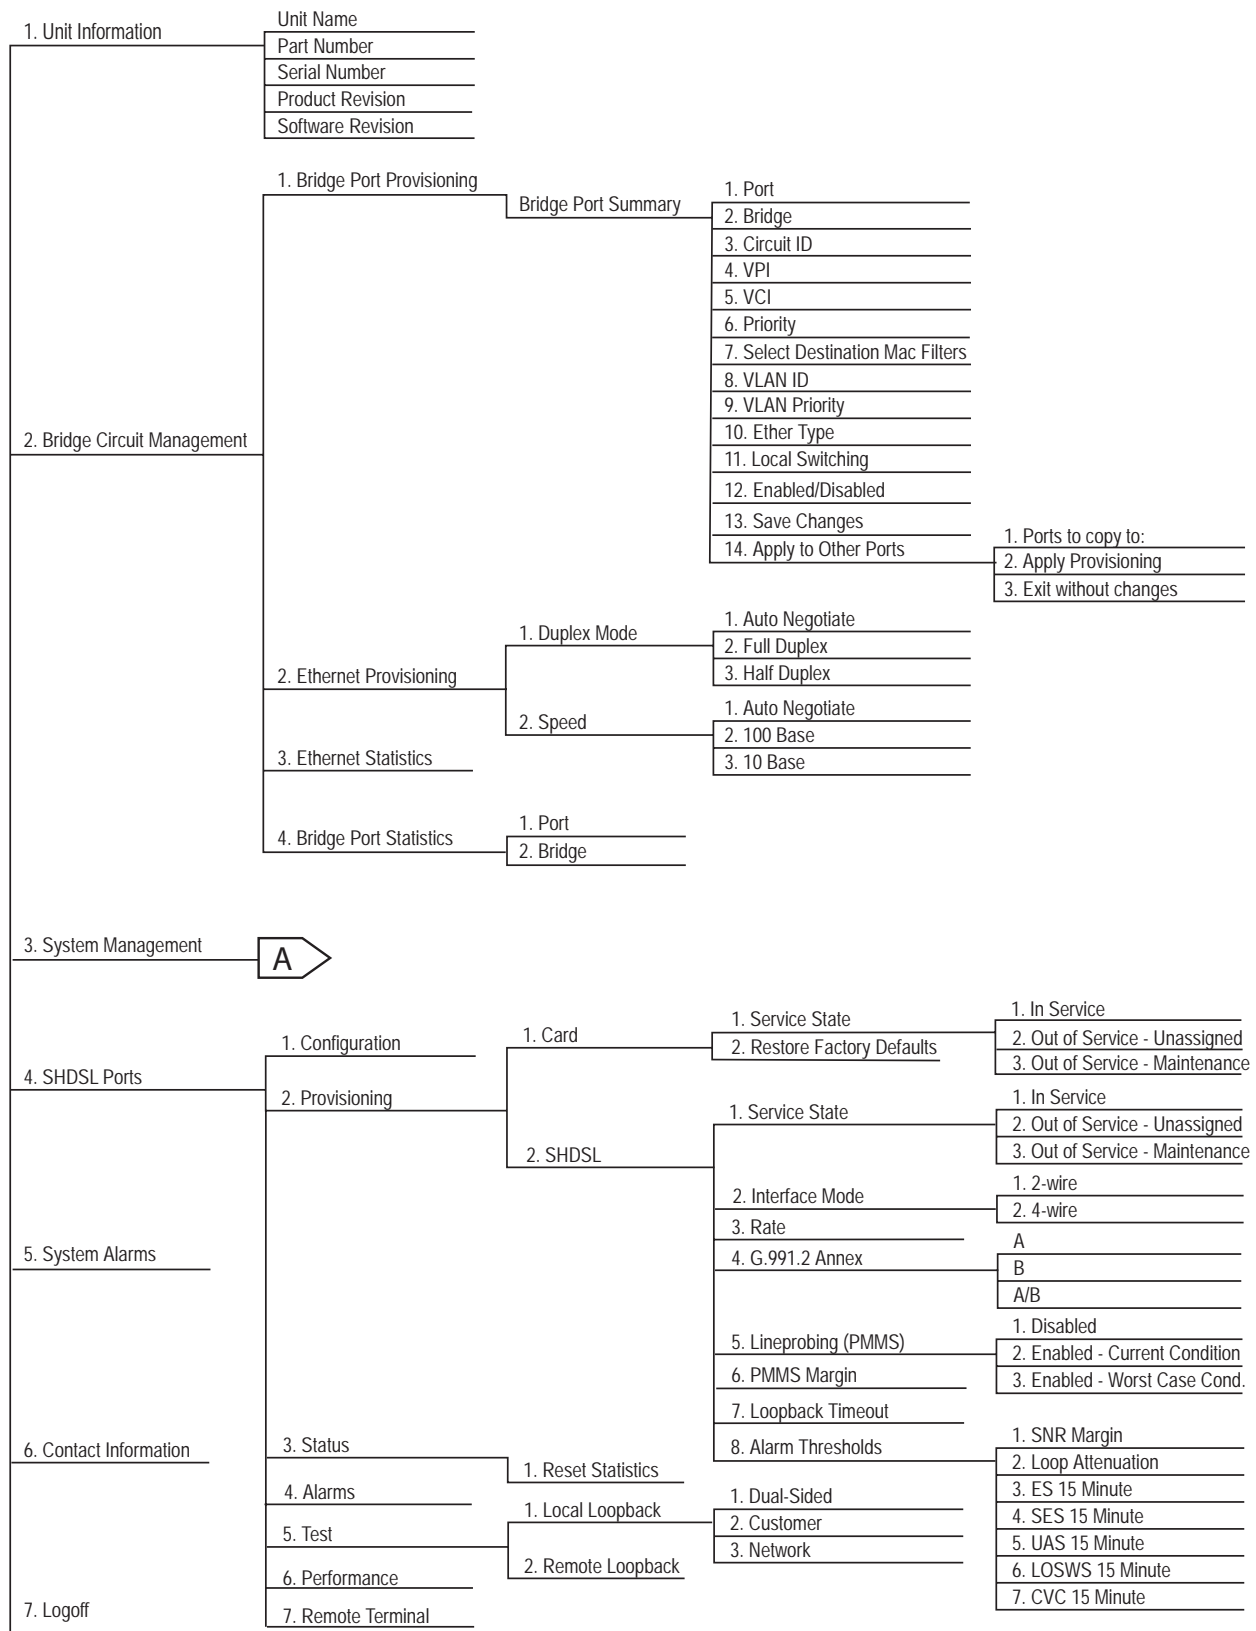 1. Unit Information
Unit Name
Part Number
Serial Number
Product Revision
Software Revision
2. Bridge Circuit Management
1. Bridge Port Provisioning
Bridge Port Summary
1. Port
2. Bridge
3. Circuit ID
4. VPI
5. VCI
6. Priority
7. Select Destination Mac Filters
8. VLAN ID
9. VLAN Priority
10. Ether Type
11. Local Switching
12. Enabled/Disabled
13. Save Changes
14. Apply to Other Ports
1. Ports to copy to:
2. Apply Provisioning
3. Exit without changes
2. Ethernet Provisioning
1. Duplex Mode
1. Auto Negotiate
2. Full Duplex
3. Half Duplex
2. Speed
1. Auto Negotiate
2. 100 Base
3. 10 Base
3. Ethernet Statistics
4. Bridge Port Statistics
1. Port
2. Bridge
3. System Management
A
4. SHDSL Ports
1. Configuration
2. Provisioning
1. Card
1. Service State
1. In Service
2. Out of Service - Unassigned
3. Out of Service - Maintenance
2. Restore Factory Defaults
2. SHDSL
1. Service State
1. In Service
2. Out of Service - Unassigned
3. Out of Service - Maintenance
2. Interface Mode
1. 2-wire
2. 4-wire
3. Rate
4. G.991.2 Annex
A
B
A/B
5. Lineprobing (PMMS)
1. Disabled
2. Enabled - Current Condition
3. Enabled - Worst Case Cond.
6. PMMS Margin
7. Loopback Timeout
8. Alarm Thresholds
1. SNR Margin
2. Loop Attenuation
3. ES 15 Minute
4. SES 15 Minute
5. UAS 15 Minute
6. LOSWS 15 Minute
7. CVC 15 Minute
3. Status
1. Reset Statistics
4. Alarms
5. Test
1. Local Loopback
1. Dual-Sided
2. Customer
3. Network
2. Remote Loopback
6. Performance
7. Remote Terminal
5. System Alarms
6. Contact Information
7. Logoff